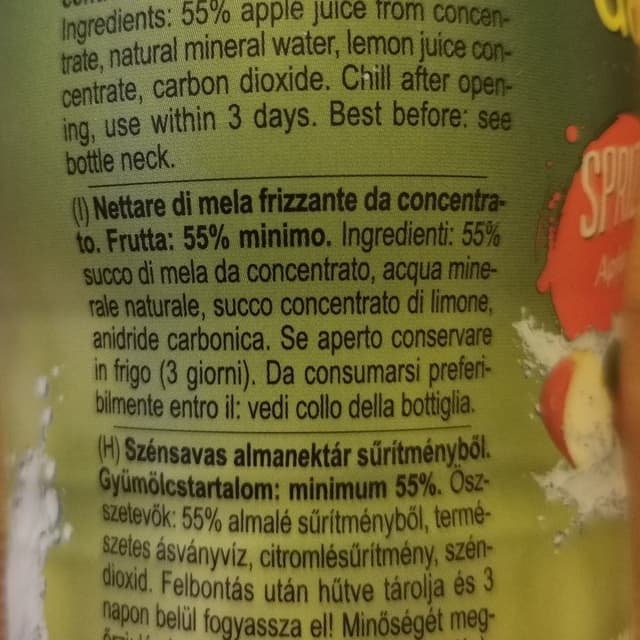 Ingredients: 55% apple juice from concen-
trate, natural mineral water, lemon juice con-
centrate, carbon dioxide. Chill after open-
ing, use within 3 days. Best before: see
bottle neck.
(I) Nettare di mela frizzante da concentra-
to. Frutta: 55% minimo. Ingredienti: 55%
succo di mela da concentrato, acqua mine-
rale naturale, succo concentrato di limone,
anidride carbonica. Se aperto conservare
in frigo (3 giorni). Da consumarsi preferi-
bilmente entro il: vedi collo della bottiglia.
(H) Szénsavas almanektár sűrítményből.
Gyümölcstartalom: minimum 55%. Ösz-
szetevők: 55% almalé sűrítményből, termé-
szetes ásványvíz, citromlésűrítmény, szén-
dioxid. Felbontás után hűtve tárolja és 3
napon belül fogyassza el! Minőségét meg-